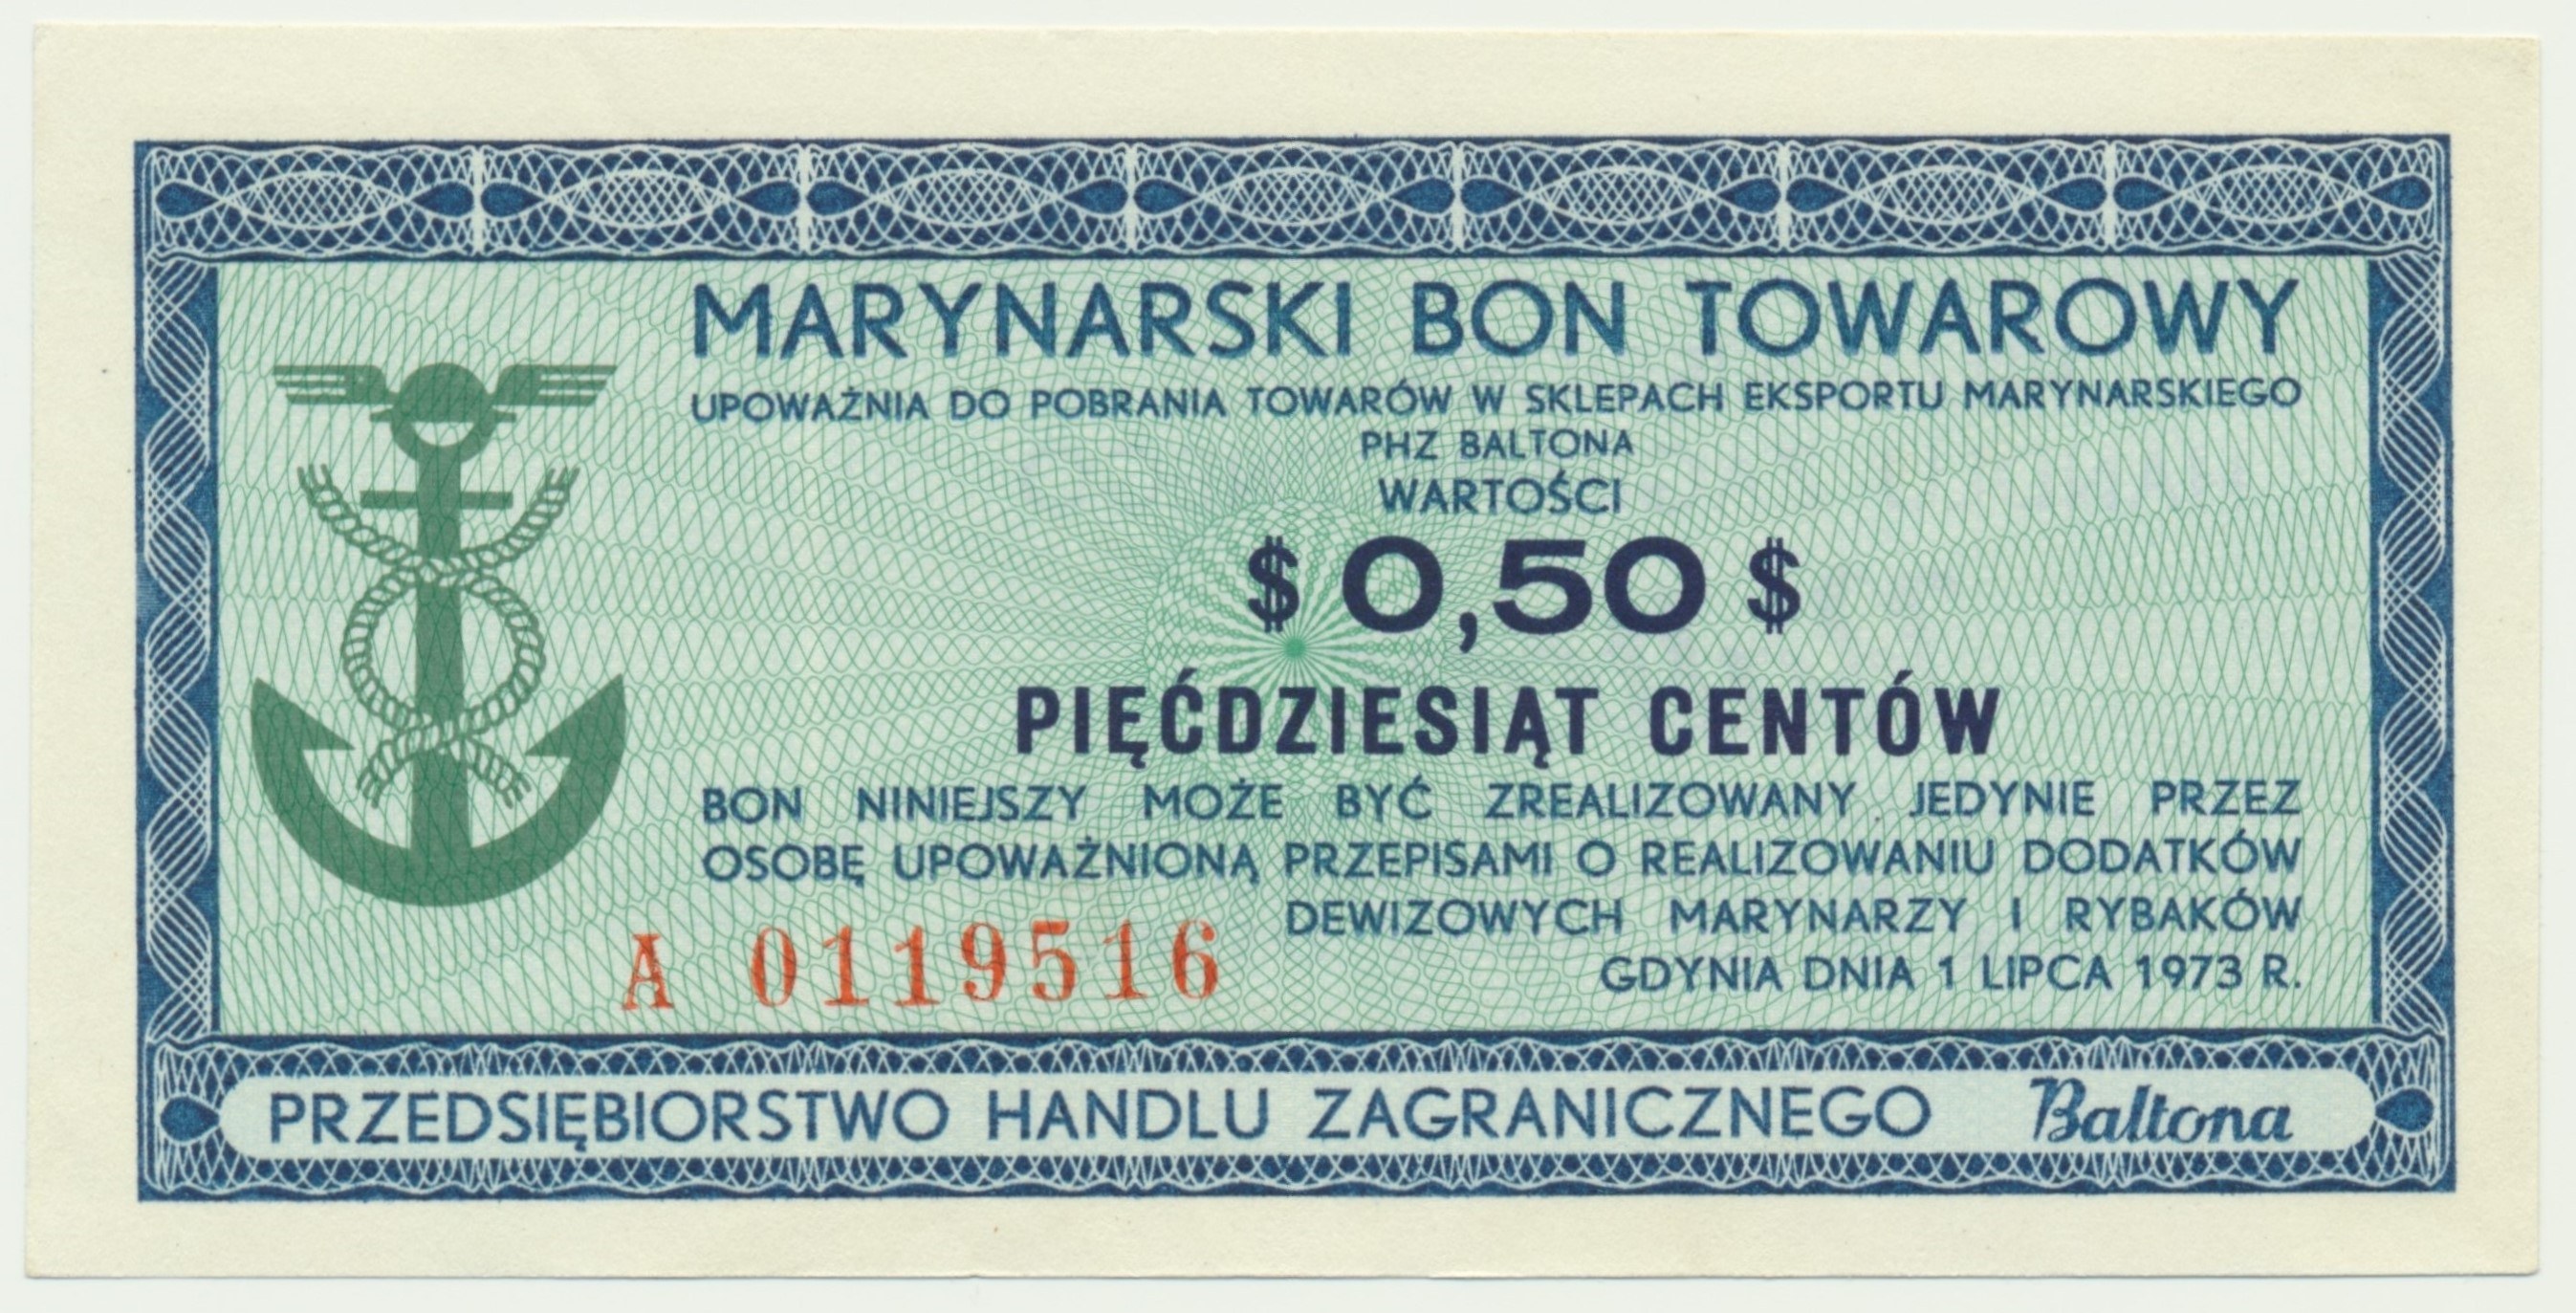 MARYNARSKI BON TOWAROWY
UPOWAŻNIA DO POBRANIA TOWARÓW W SKLEPACH EKSPORTU MARYNARSKIEGO
PHZ BALTONA
WARTOŚCI
$ 0,50 $
PIĘĆDZIESIĄT CENTÓW
BON NINIEJSZY MOŻE BYĆ ZREALIZOWANY JEDYNIE PRZEZ
OSOBĘ UPOWAŻNIONĄ PRZEPISAMI O REALIZOWANIU DODATKÓW
DEWIZOWYCH MARYNARZY I RYBAKÓW
A 0119516
GDYNIA DNIA 1 LIPCA 1973 R.
PRZEDSIĘBIORSTWO HANDLU ZAGRANICZNEGO Baltona